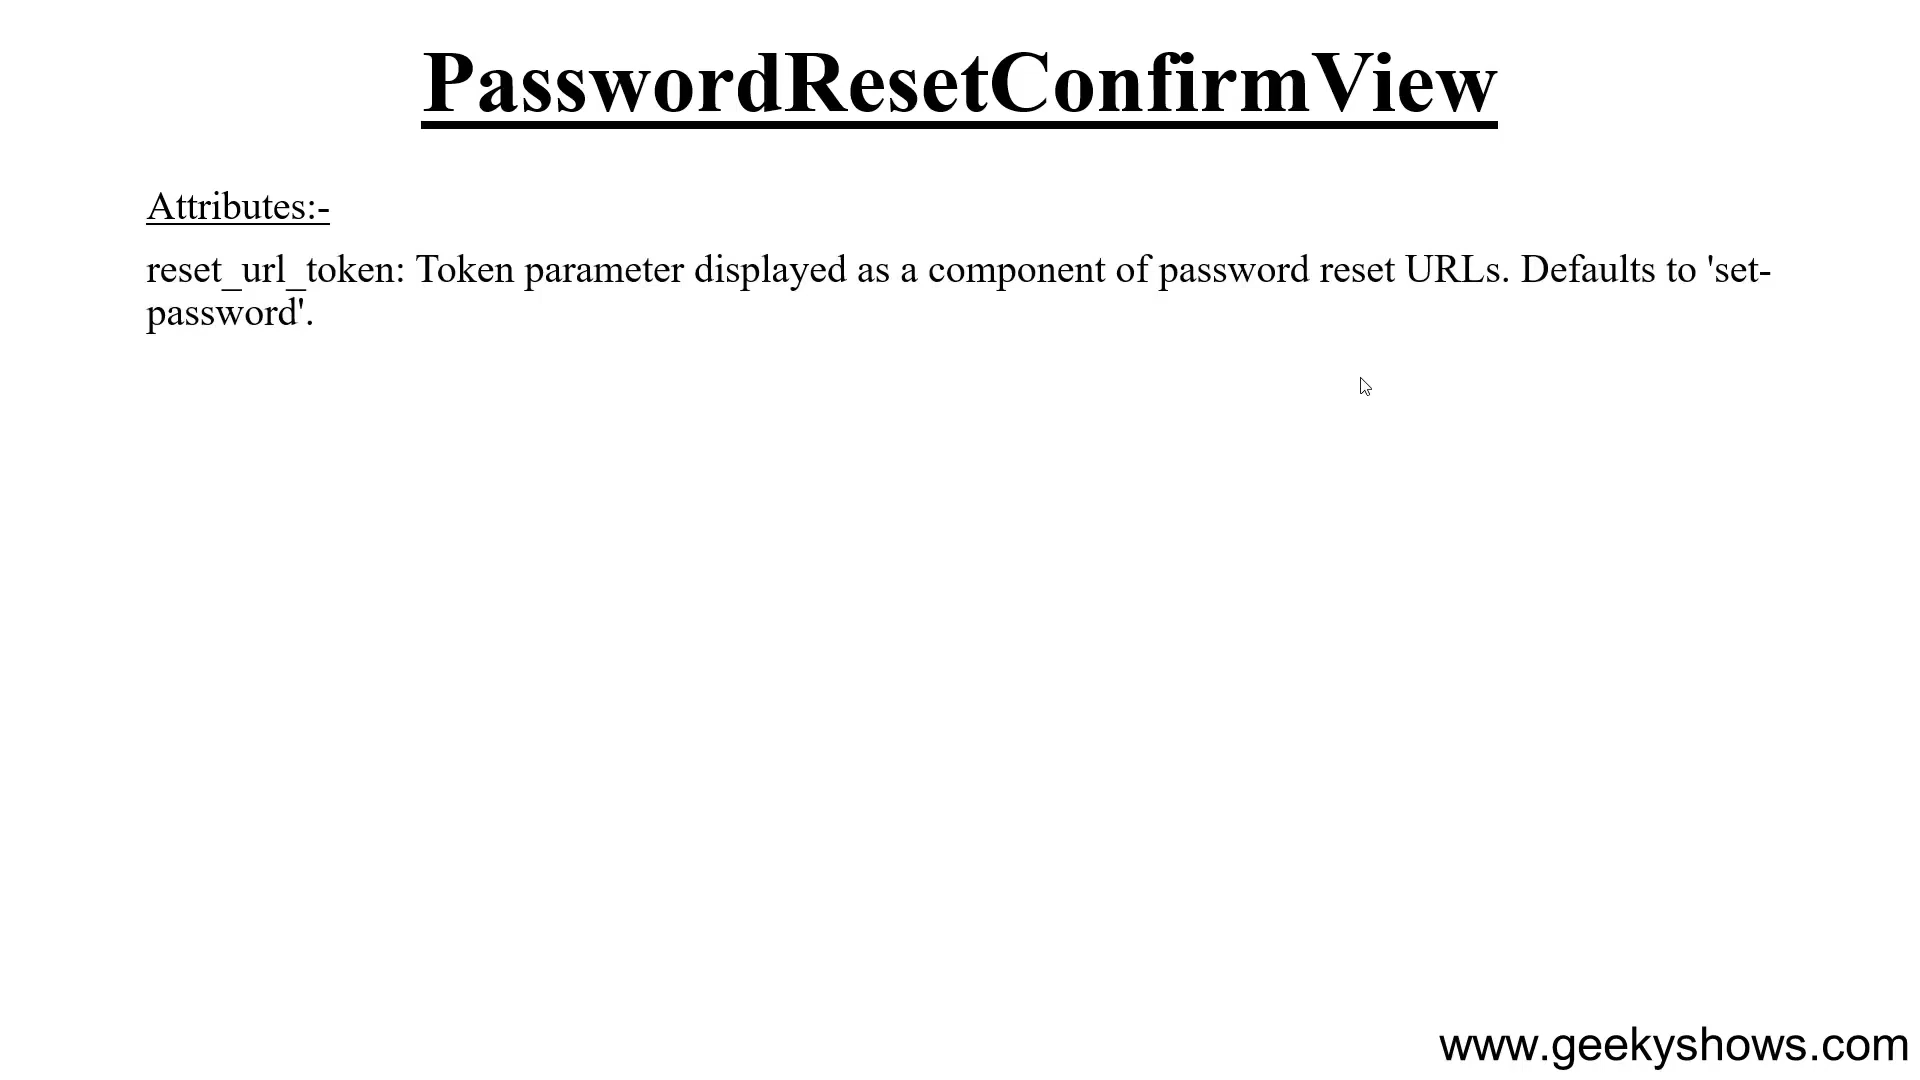 PasswordResetConfirmView
Attributes:-
reset_url_token: Token parameter displayed as a component of password reset URLs. Defaults to 'set-
password'.
www.geekyshows.com